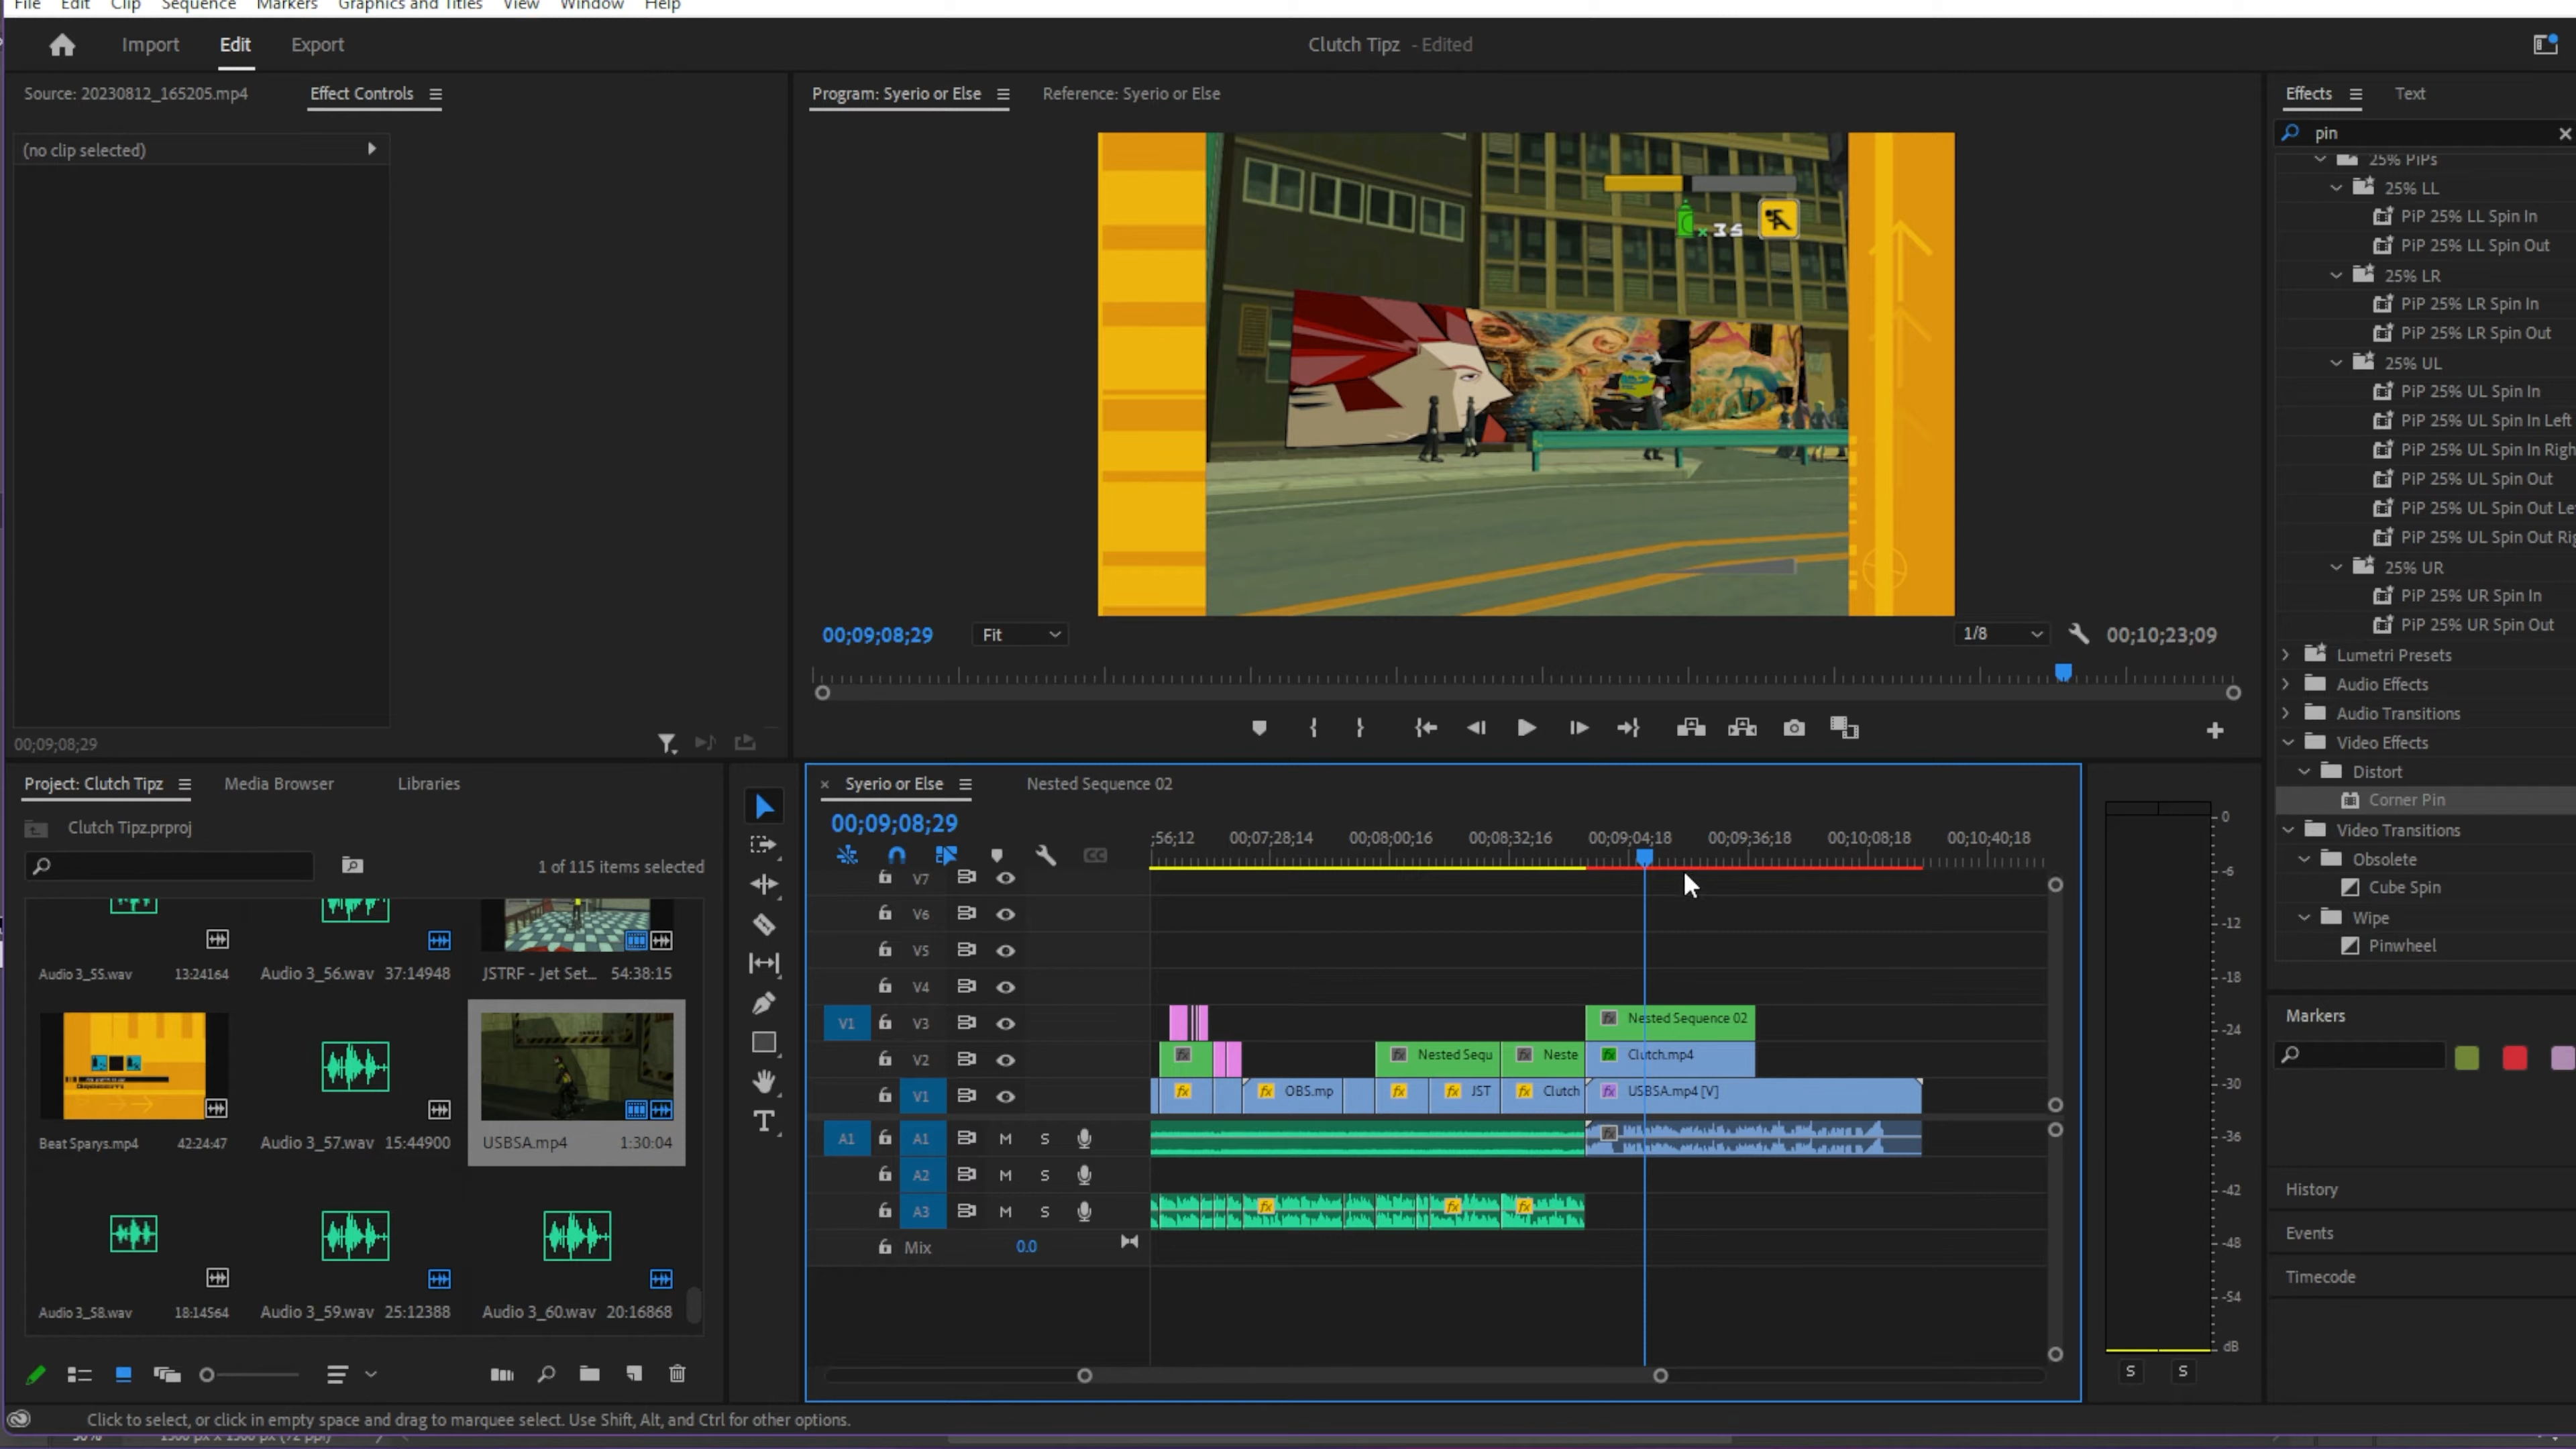 File Edit Clip Sequence Markers Graphics and Titles View Window Help
Import Edit Export
Clutch Tipz - Edited
Source: 20230812_165205.mp4
Effect Controls
(no clip selected)
00;09;08;29
Program: Syerio or Else
Reference: Syerio or Else
x 36
00;09;08;29
Fit
1/8
00;10;23;09
Effects
Text
pin
25% PiPs
25% LL
PiP 25% LL Spin In
PiP 25% LL Spin Out
25% LR
PiP 25% LR Spin In
PiP 25% LR Spin Out
25% UL
PiP 25% UL Spin In
PiP 25% UL Spin In Left
PiP 25% UL Spin In Righ
PiP 25% UL Spin Out
PiP 25% UL Spin Out Le
PiP 25% UL Spin Out Rig
25% UR
PiP 25% UR Spin In
PiP 25% UR Spin Out
Lumetri Presets
Audio Effects
Audio Transitions
Video Effects
Distort
Corner Pin
Video Transitions
Obsolete
Cube Spin
Wipe
Pinwheel
Markers
History
Events
Timecode
Project: Clutch Tipz
Media Browser
Libraries
Clutch Tipz.prproj
1 of 115 items selected
Audio 3_55.wav 13:24164
Audio 3_56.wav 37:14948
JSTRF - Jet Set... 54:38:15
Beat Sparys.mp4 42:24:47
Audio 3_57.wav 15:44900
USBSA.mp4 1:30:04
Audio 3_58.wav 18:14564
Audio 3_59.wav 25:12388
Audio 3_60.wav 20:16868
Syerio or Else
Nested Sequence 02
00;09;08;29
;56;12 00;07;28;14 00;08;00;16 00;08;32;16 00;09;04;18 00;09;36;18 00;10;08;18 00;10;40;18
CC
V7
V6
V5
V4
V1 V3 fx Nested Sequence 02
V2 fx fx Nested Sequ fx Neste fx Clutch.mp4
V1 fx fx OBS.mp fx fx JST fx Clutch fx USBSA.mp4 [V]
A1 A1 M S fx
A2 M S
A3 M S fx fx fx
Mix 0.0
0
-6
-12
-18
-24
-30
-36
-42
-48
-54
dB
S S
Click to select, or click in empty space and drag to marquee select. Use Shift, Alt, and Ctrl for other options.